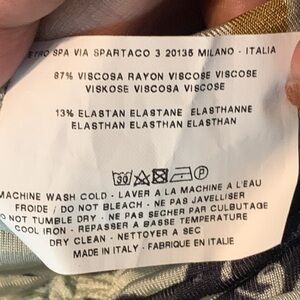 ETRO SPA VIA SPARTACO 3 20135 MILANO - ITALIA
87% VISCOSA RAYON VISCOSE VISCOSE
VISKOSE VISCOSA VISCOSE
13% ELASTAN ELASTANE ELASTHANNE
ELASTHAN ELASTHAN ELASTHAN
30 P
MACHINE WASH COLD - LAVER A LA MACHINE A L'EAU
FROIDE / DO NOT BLEACH - NE PAS JAVELLISER
DO NOT TUMBLE DRY - NE PAS SECHER PAR CULBUTAGE
COOL IRON - REPASSER A BASSE TEMPERATURE
DRY CLEAN - NETTOYER A SEC
MADE IN ITALY - FABRIQUE EN ITALIE